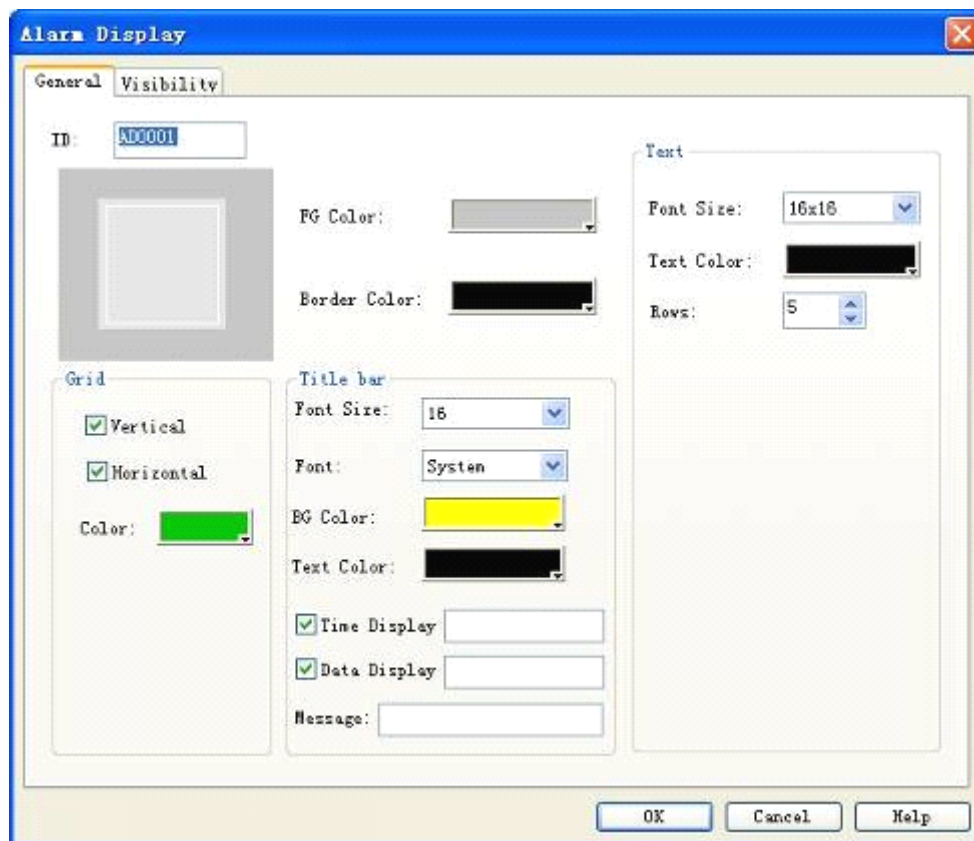 Alarm Display
General
Visibility
ID:
AD0001
FG Color:
Border Color:
Text
Font Size:
16x16
Text Color:
Rows:
5
Grid
Vertical
Horizontal
Color:
Title bar
Font Size:
16
Font:
System
BG Color:
Text Color:
Time Display
Data Display
Message:
OK
Cancel
Help